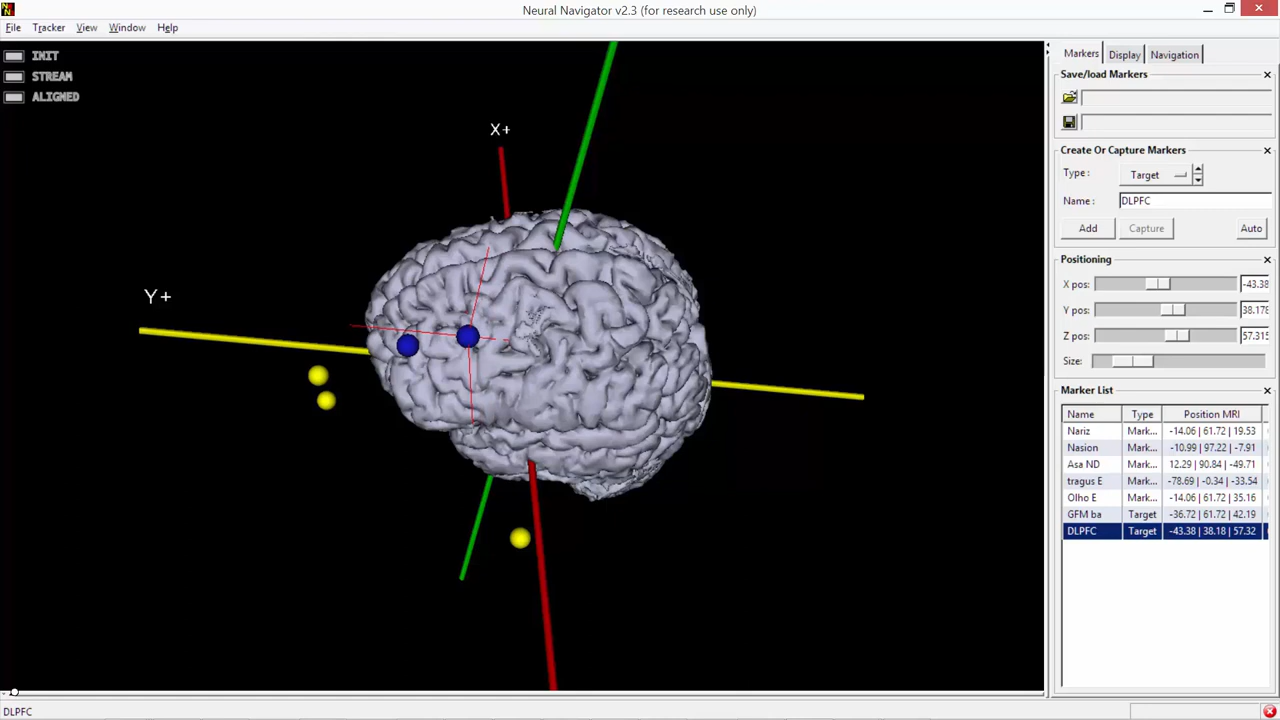 Neural Navigator v2.3 (for research use only)
File Tracker View Window Help
INIT
STREAM
ALIGNED
X+
Y+
Markers Display Navigation
Save/load Markers
Create Or Capture Markers
Type : Target
Name : DLPFC
Add Capture Auto
Positioning
X pos: -43.38
Y pos: 38.178
Z pos: 57.315
Size:
Marker List
Name Type Position MRI
Nariz Mark... -14.06 | 61.72 | 19.53
Nasion Mark... -10.99 | 97.22 | -7.91
Asa ND Mark... 12.29 | 90.84 | -49.71
tragus E Mark... -78.69 | -0.34 | -33.54
Olho E Mark... -14.06 | 61.72 | 35.16
GFM ba Target -36.72 | 61.72 | 42.19
DLPFC Target -43.38 | 38.18 | 57.32
DLPFC